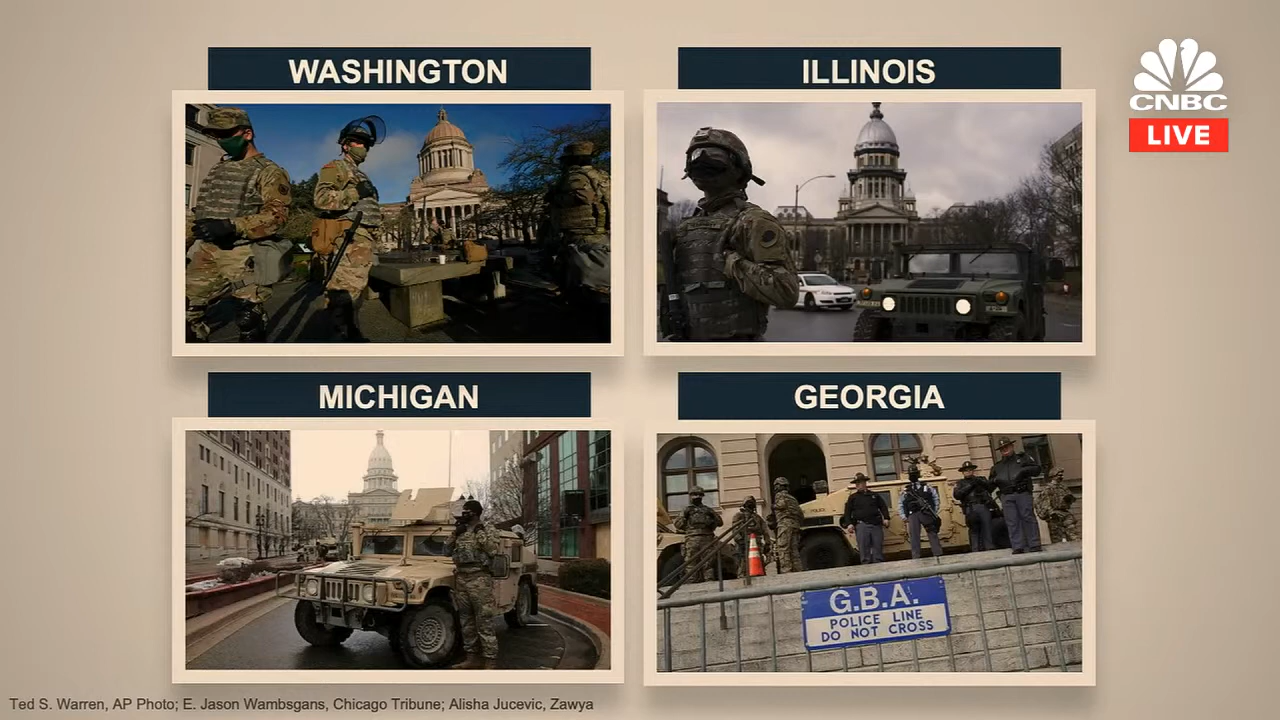 WASHINGTON
ILLINOIS
CNBC
LIVE
MICHIGAN
GEORGIA
G.B.A.
POLICE LINE
DO NOT CROSS
Ted S. Warren, AP Photo; E. Jason Wambsgans, Chicago Tribune; Alisha Jucevic, Zawya